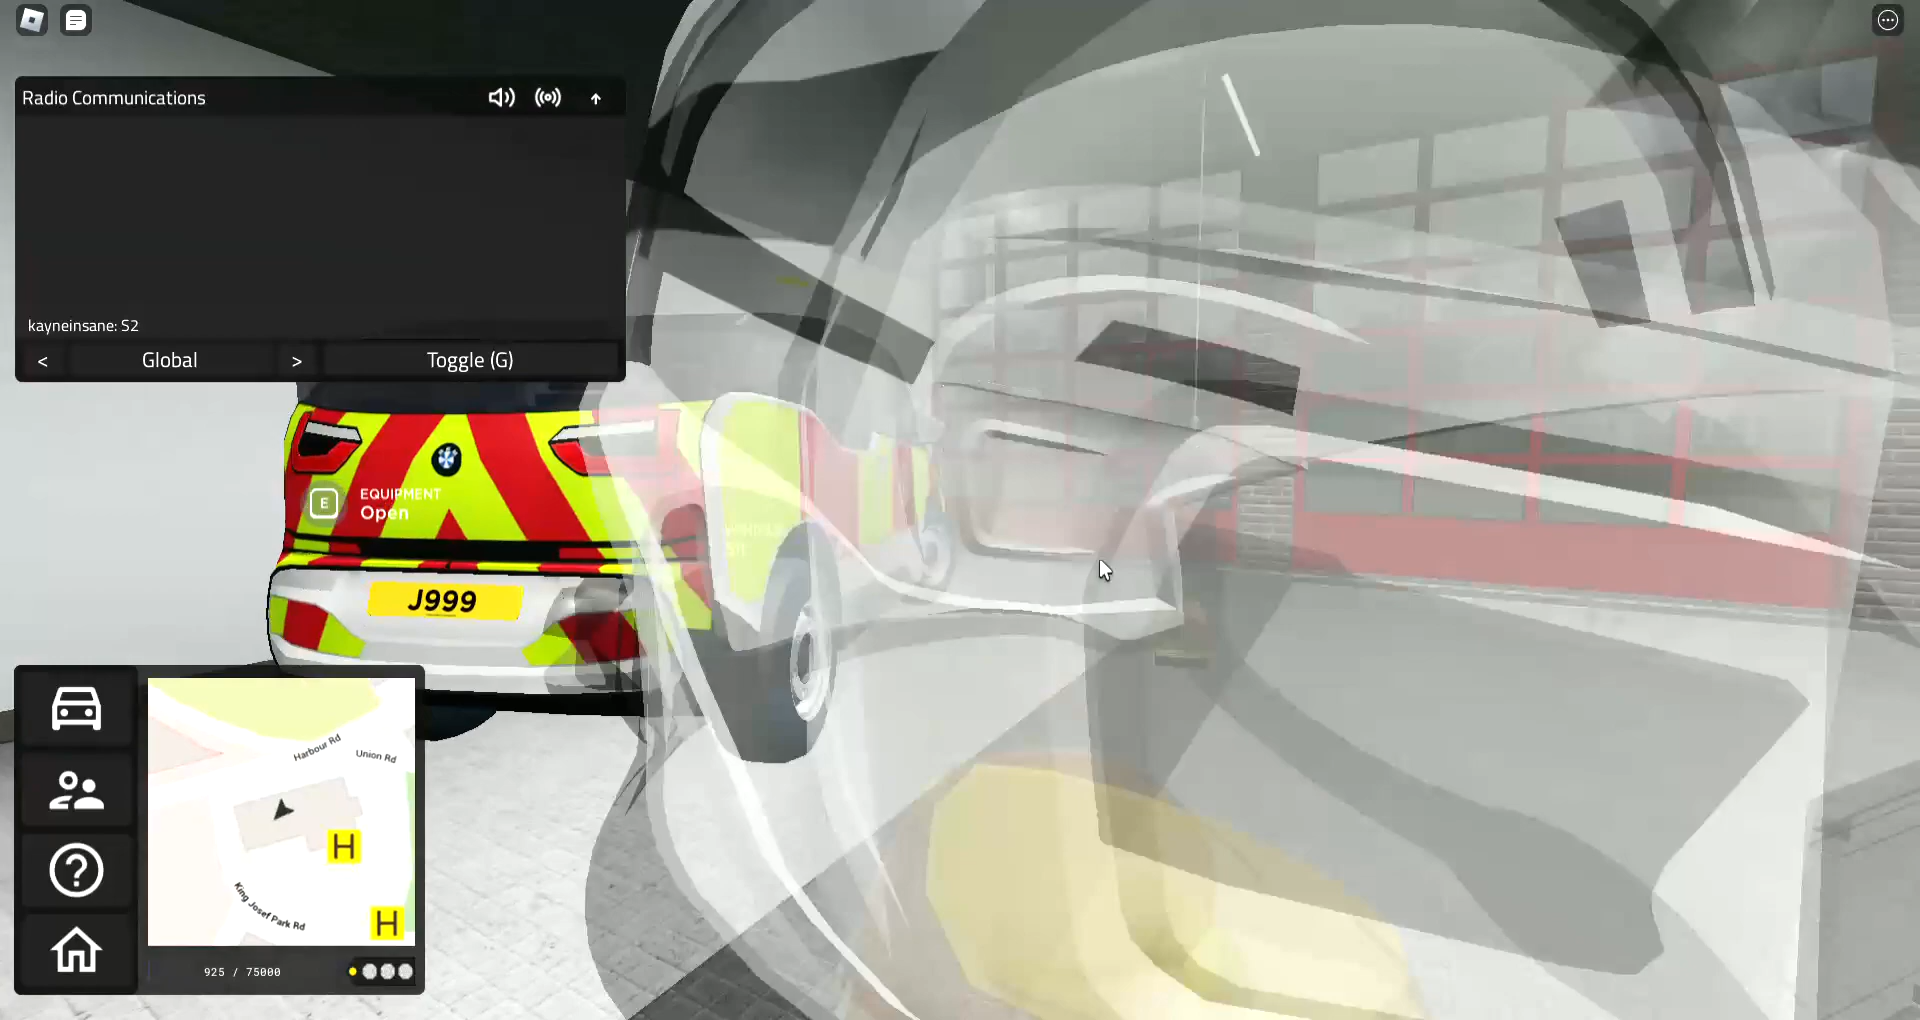 Radio Communications
kayneinsane: S2
< Global > Toggle (G)
E
EQUIPMENT
Open
J999
Harbour Rd
Union Rd
H
King Josef Park Rd
H
925 / 75000